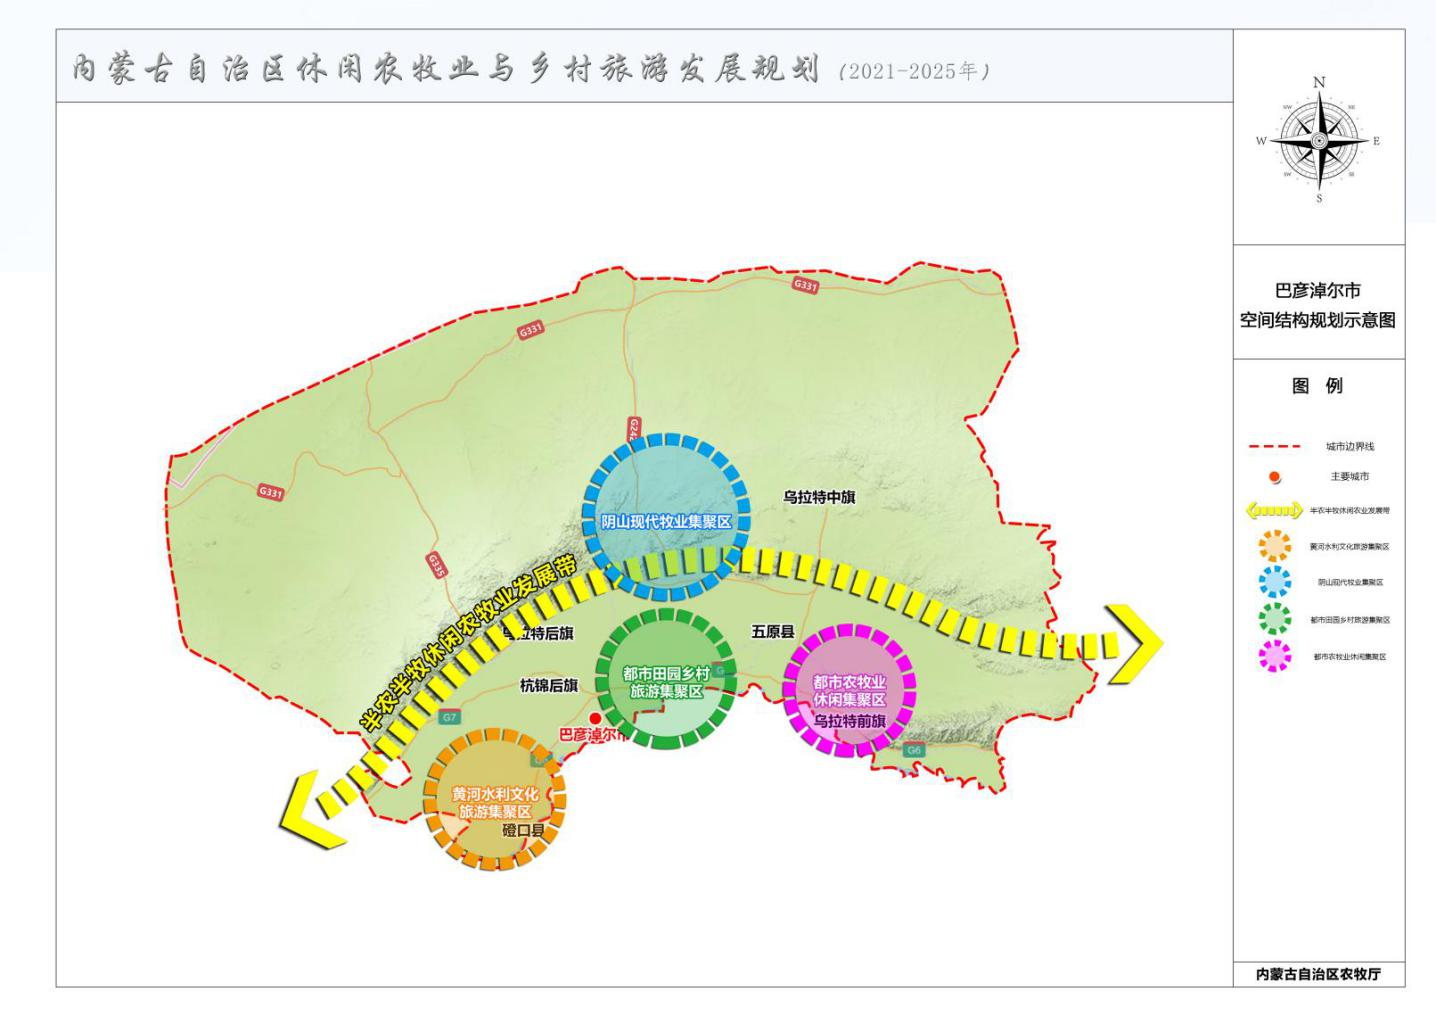 内蒙古自治区休闲农牧业与乡村旅游发展规划(2021-2025年)
N
NW
NE
W
E
SW
SE
S
巴彦淖尔市
空间结构规划示意图
图 例
城市边界线
主要城市
半农半牧休闲农业发展带
黄河水利文化旅游集聚区
阴山现代牧业集聚区
都市田园乡村旅游集聚区
都市农牧业休闲集聚区
内蒙古自治区农牧厅
G331
G331
G331
G242
G335
乌拉特中旗
阴山现代牧业集聚区
半农半牧休闲农牧业发展带
乌拉特后旗
五原县
杭锦后旗
都市田园乡村
旅游集聚区
都市农牧业
休闲集聚区
乌拉特前旗
G7
G6
巴彦淖尔市
黄河水利文化
旅游集聚区
磴口县